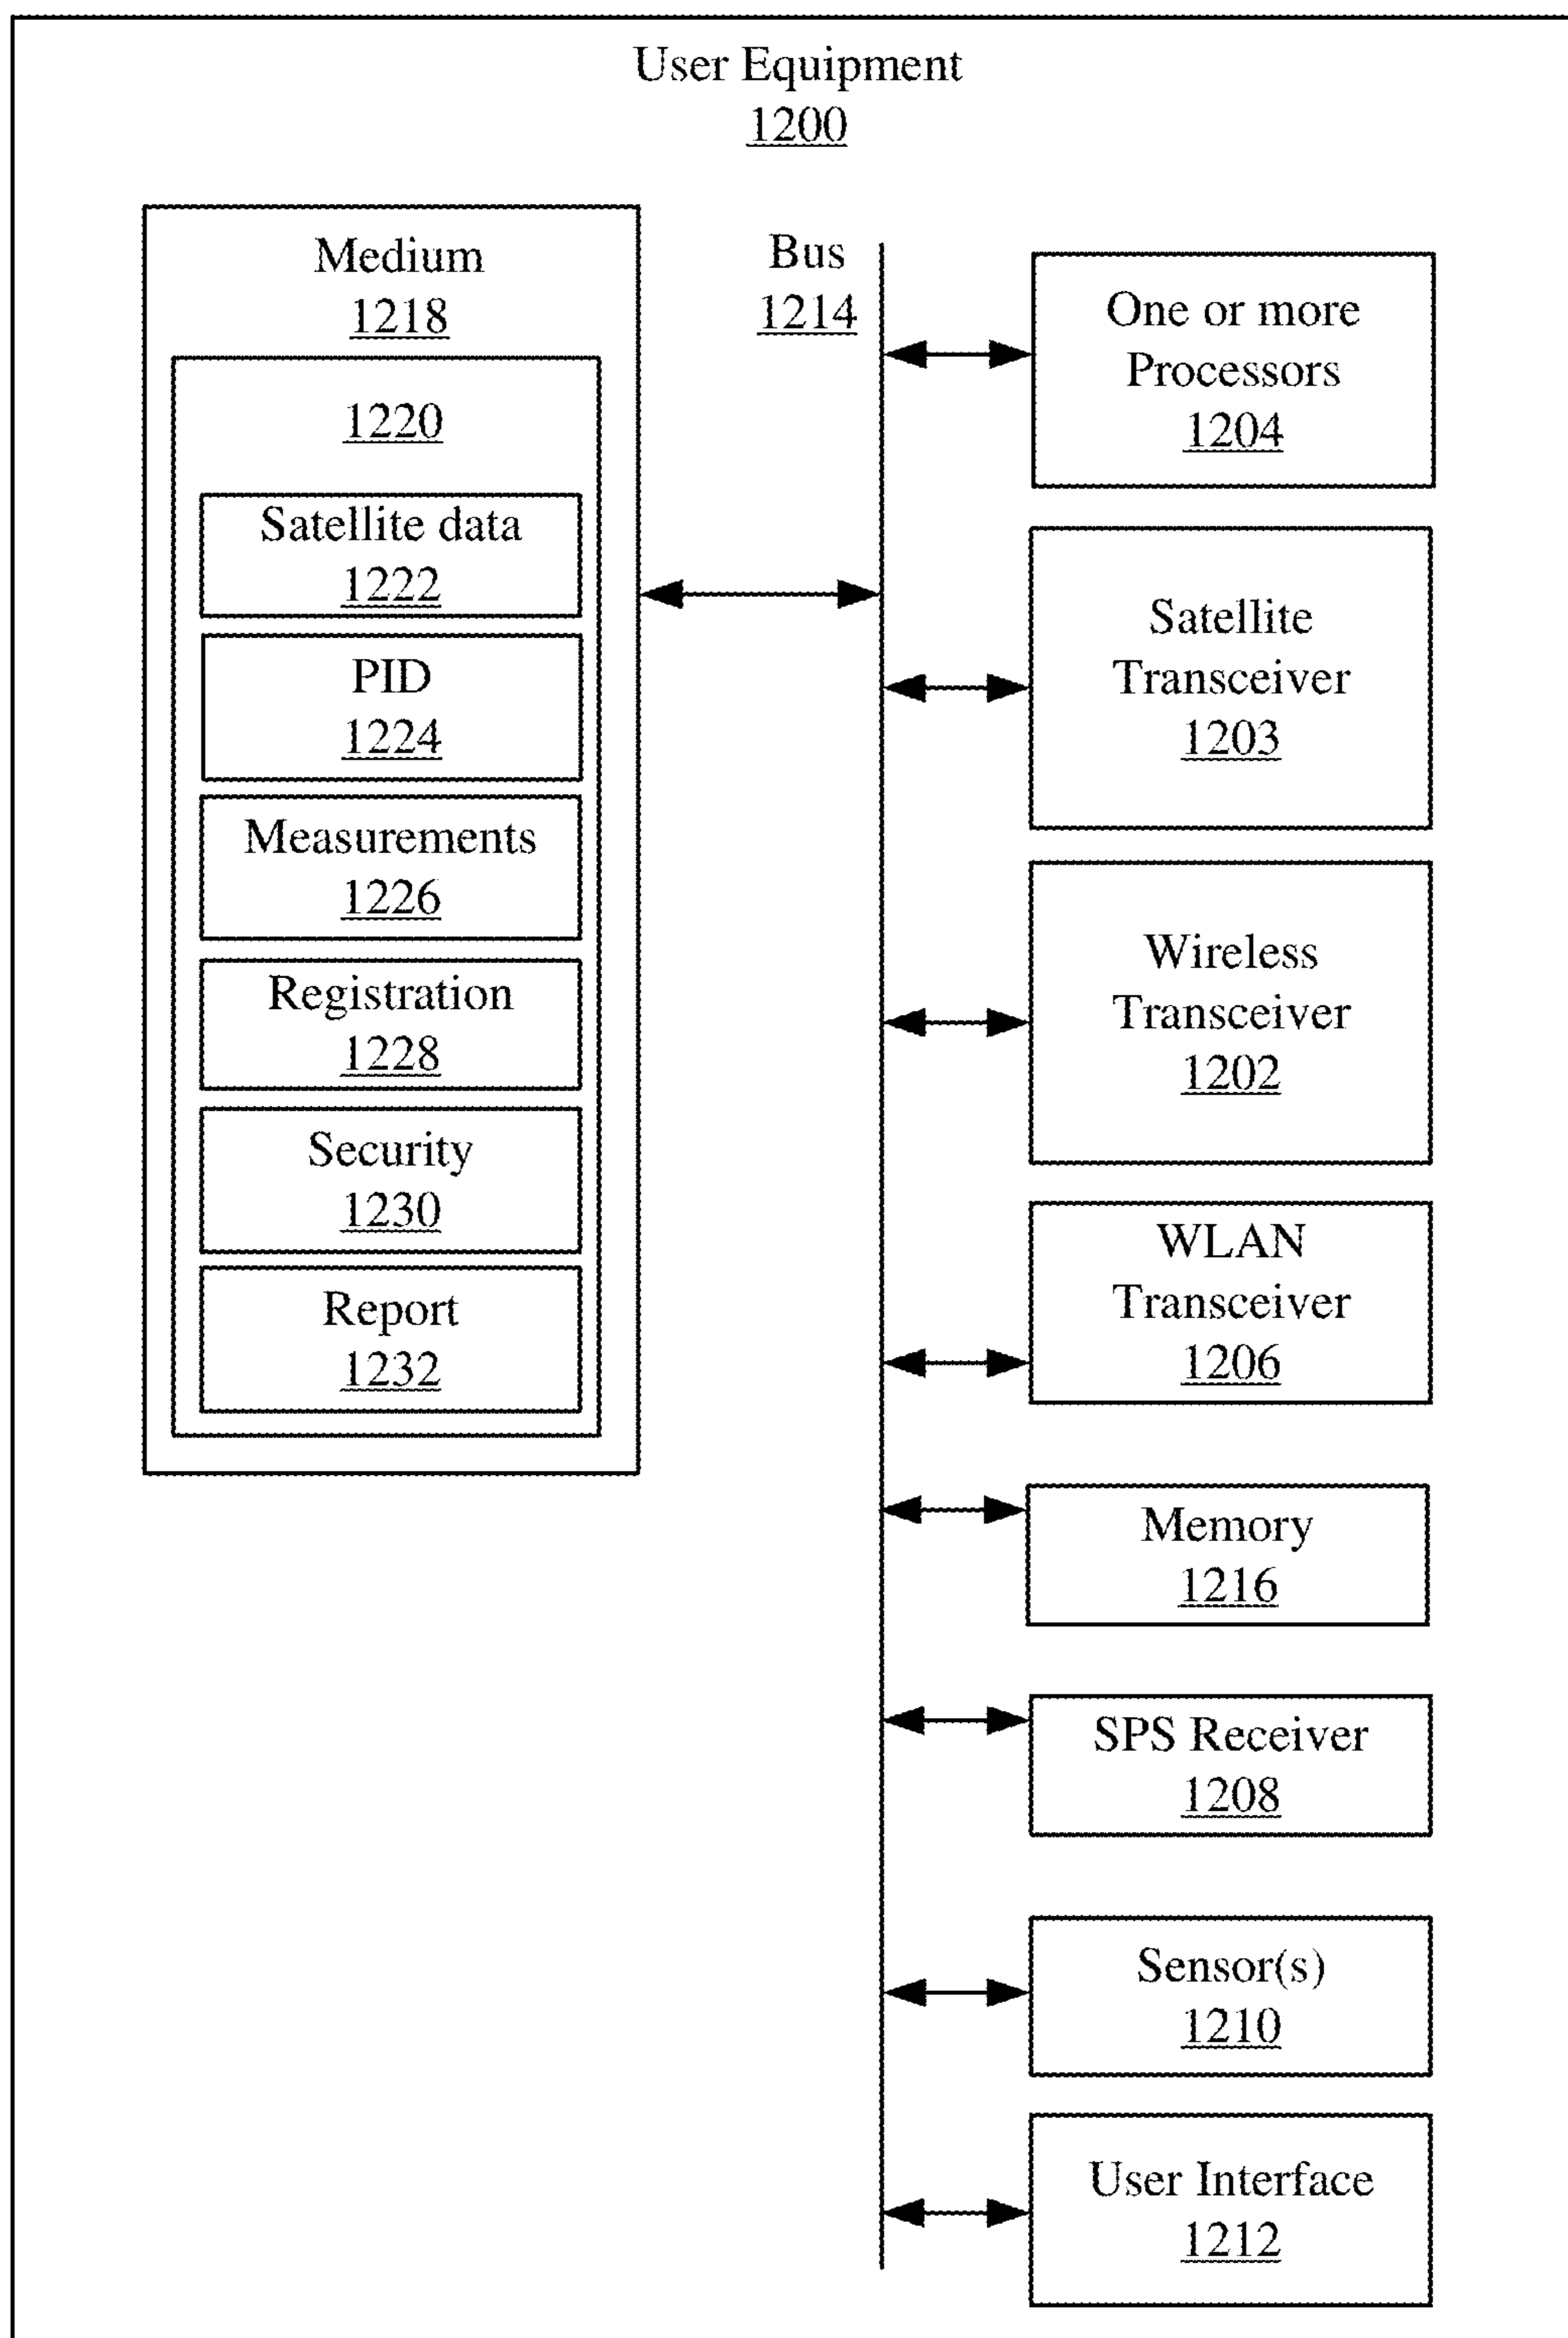 User Equipment
1200
Medium
1218
1220
Satellite data
1222
PID
1224
Measurements
1226
Registration
1228
Security
1230
Report
1232
Bus
1214
One or more
Processors
1204
Satellite
Transceiver
1203
Wireless
Transceiver
1202
WLAN
Transceiver
1206
Memory
1216
SPS Receiver
1208
Sensor(s)
1210
User Interface
1212